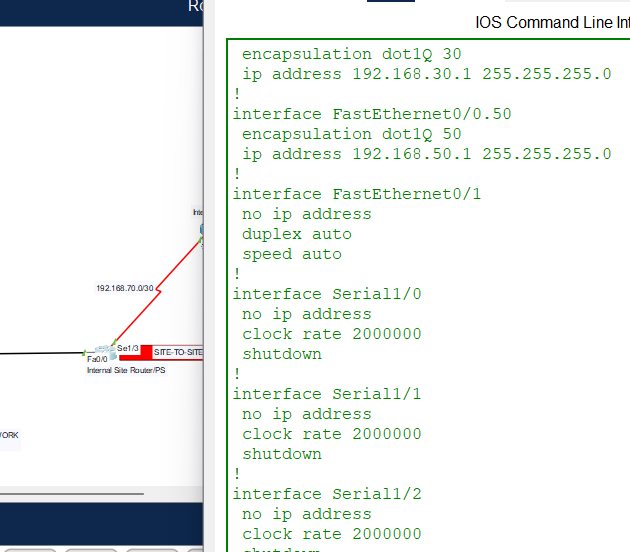 Ro
IOS Command Line Int
encapsulation dot1Q 30
ip address 192.168.30.1 255.255.255.0
!
interface FastEthernet0/0.50
encapsulation dot1Q 50
ip address 192.168.50.1 255.255.255.0
!
interface FastEthernet0/1
no ip address
duplex auto
speed auto
!
interface Serial1/0
no ip address
clock rate 2000000
shutdown
!
interface Serial1/1
no ip address
clock rate 2000000
shutdown
!
interface Serial1/2
no ip address
clock rate 2000000
shutdown
Inte
192.168.70.0/30
Se1/3
SITE-TO-SITE
Fa0/0
Internal Site Router/PS
WORK